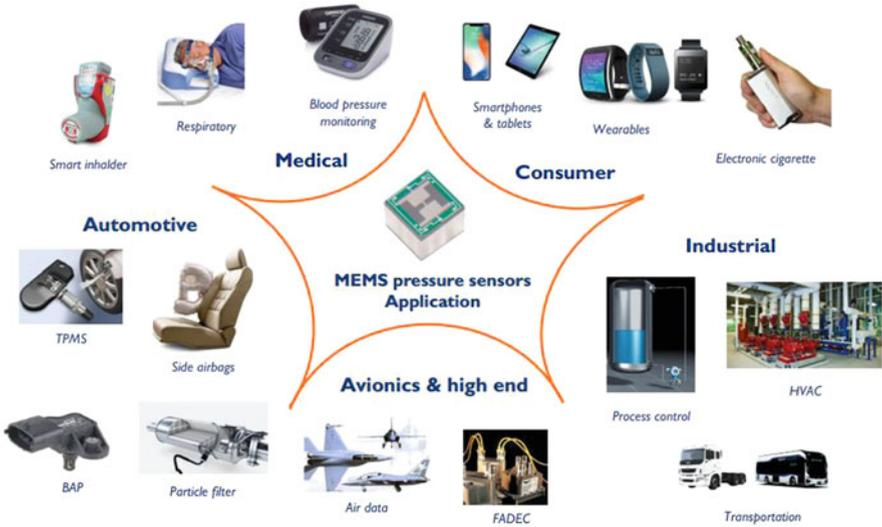 Smart inhalder
Respiratory
Blood pressure
monitoring
Medical
Smartphones
& tablets
Wearables
Electronic cigarette
Consumer
Automotive
TPMS
Side airbags
BAP
Particle filter
MEMS pressure sensors
Application
Industrial
Process control
HVAC
Transportation
Avionics & high end
Air data
FADEC